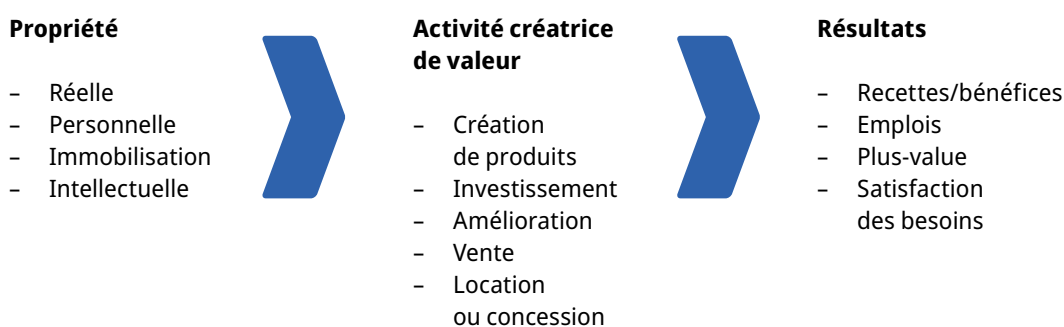 Propriété
– Réelle
– Personnelle
– Immobilisation
– Intellectuelle
Activité créatrice
de valeur
– Création
de produits
– Investissement
– Amélioration
– Vente
– Location
ou concession
Résultats
– Recettes/bénéfices
– Emplois
– Plus-value
– Satisfaction
des besoins